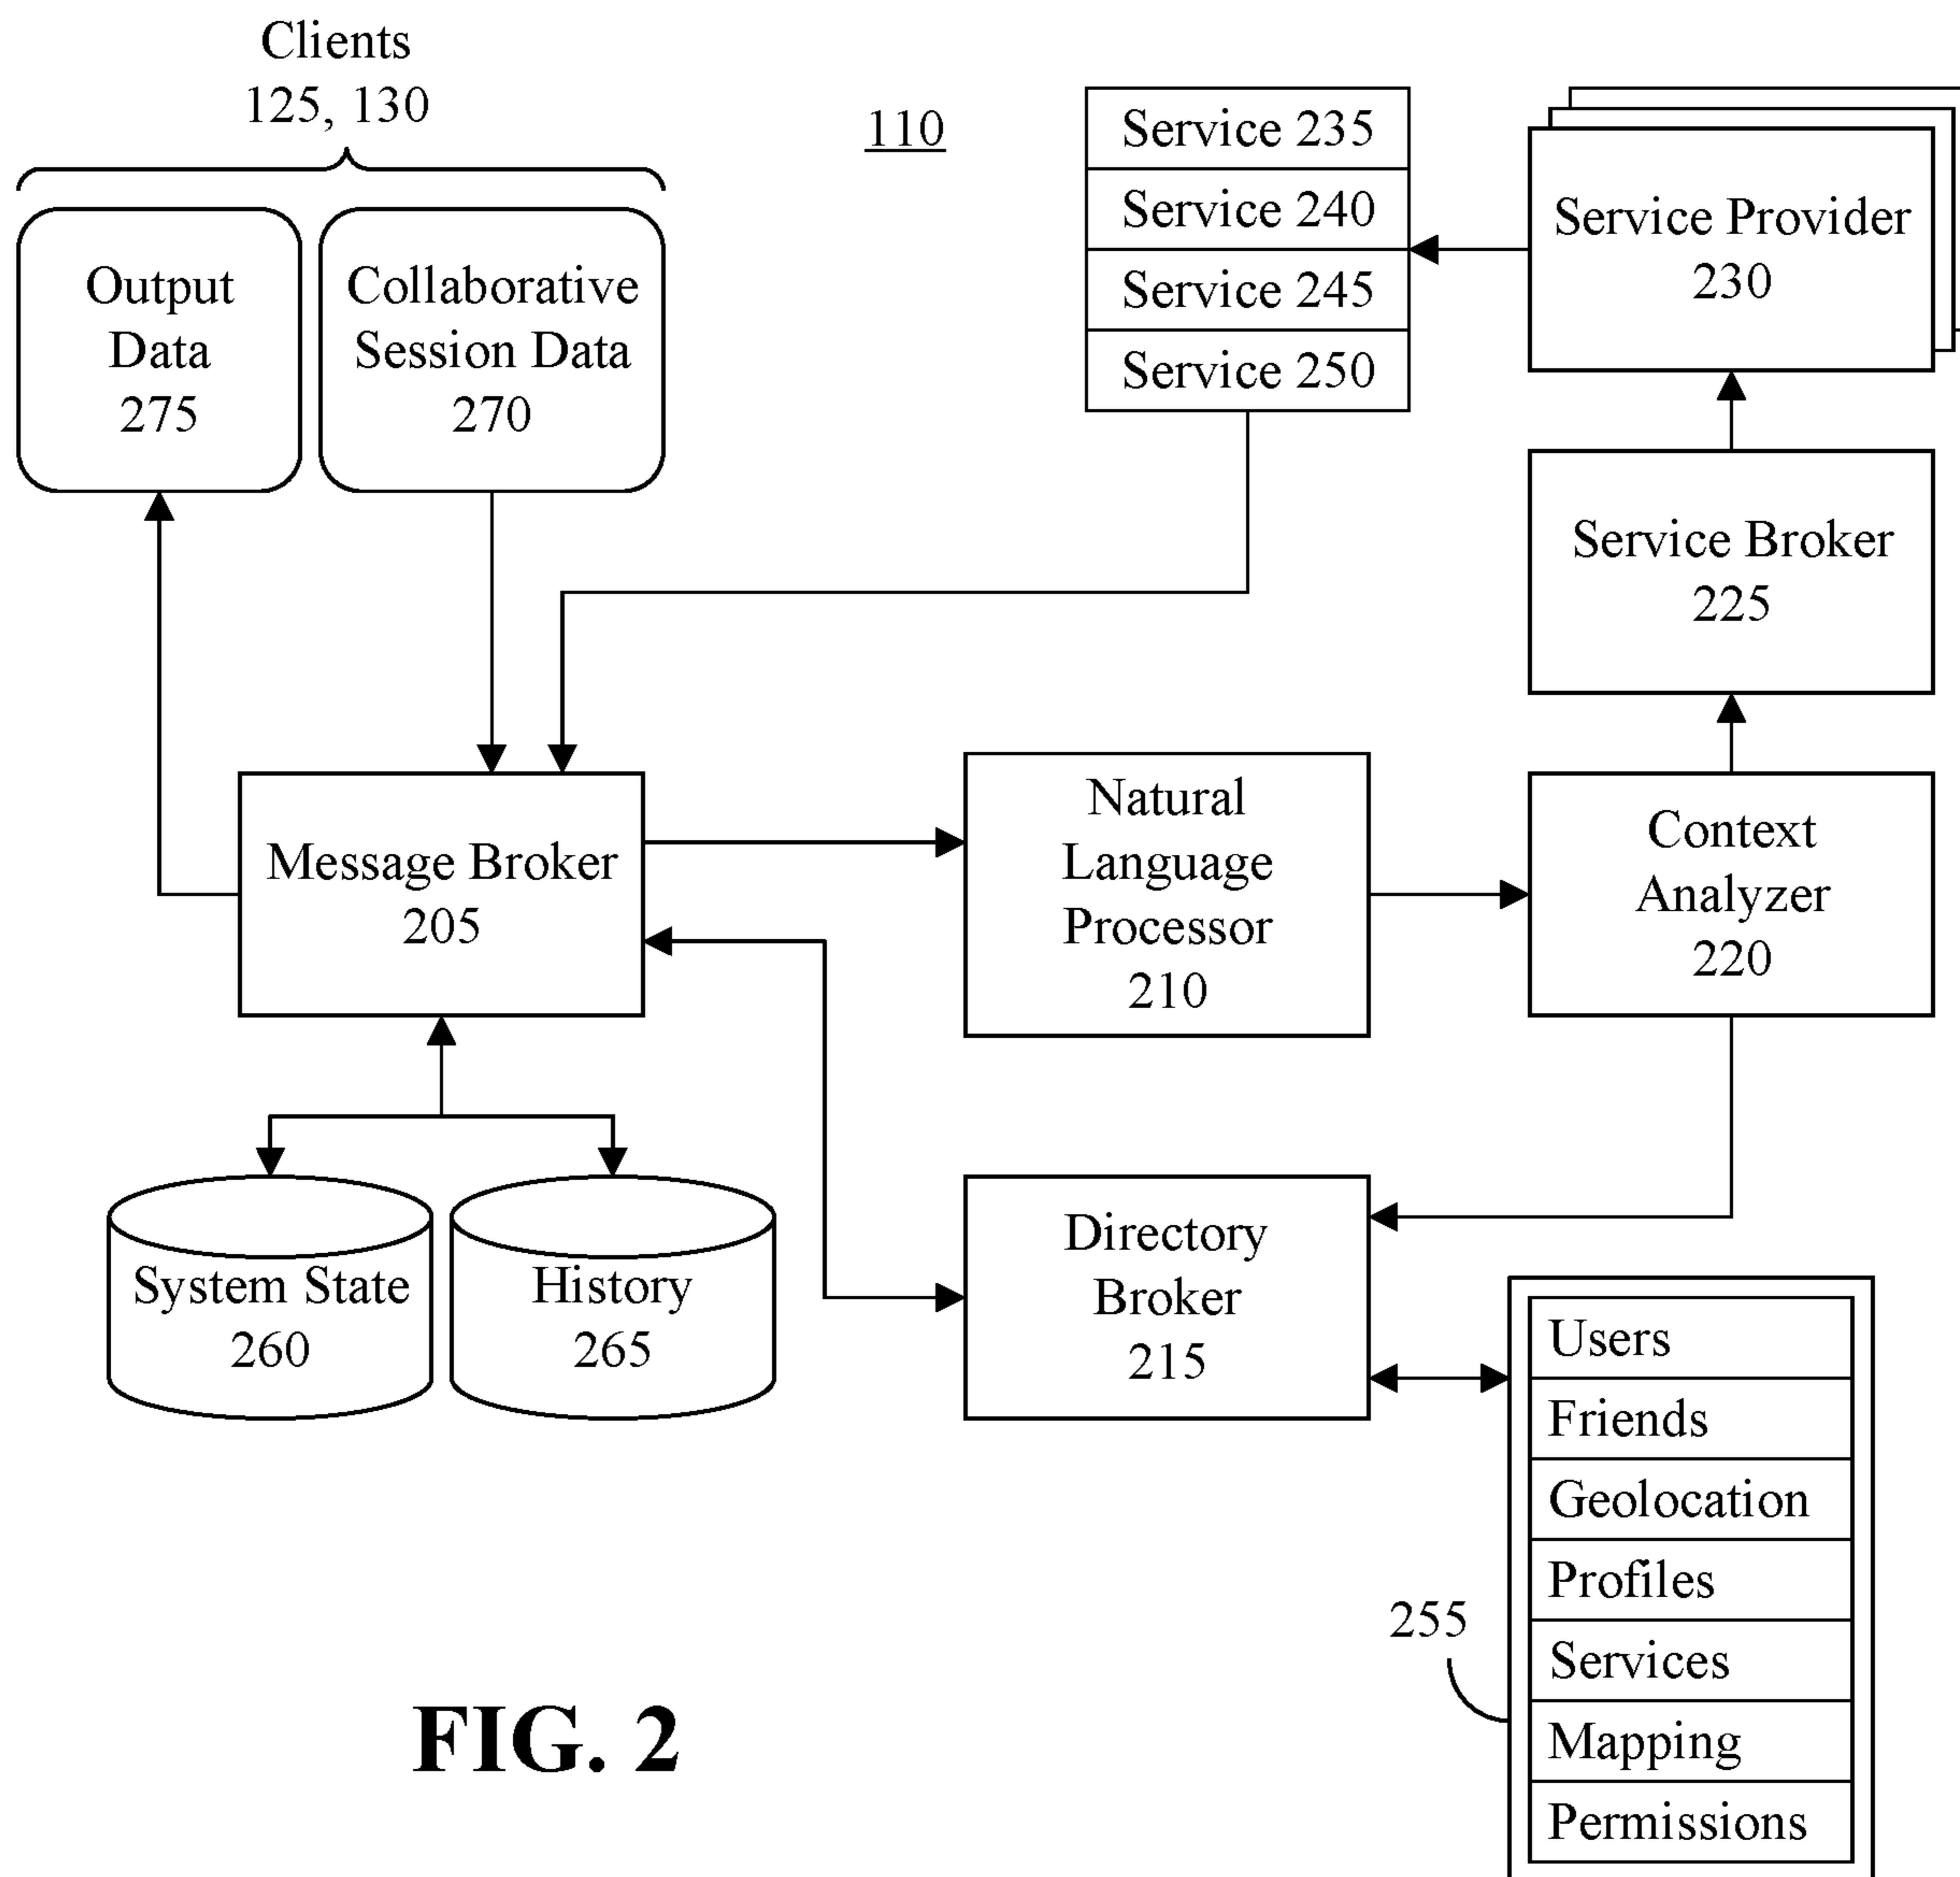 Clients
125, 130
110
Output
Data
275
Collaborative
Session Data
270
Service 235
Service 240
Service 245
Service 250
Service Provider
230
Service Broker
225
Message Broker
205
Natural
Language
Processor
210
Context
Analyzer
220
System State
260
History
265
Directory
Broker
215
255
Users
Friends
Geolocation
Profiles
Services
Mapping
Permissions
FIG. 2